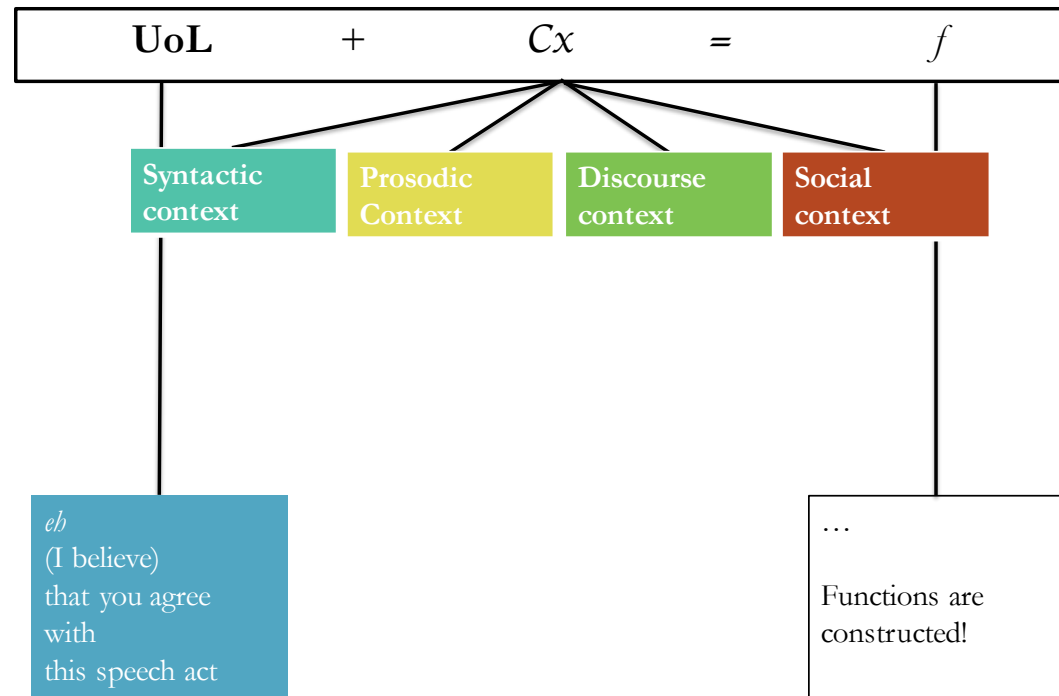 UoL + Cx = f
Syntactic
context
Prosodic
Context
Discourse
context
Social
context
eh
(I believe)
that you agree
with
this speech act
…
Functions are
constructed!